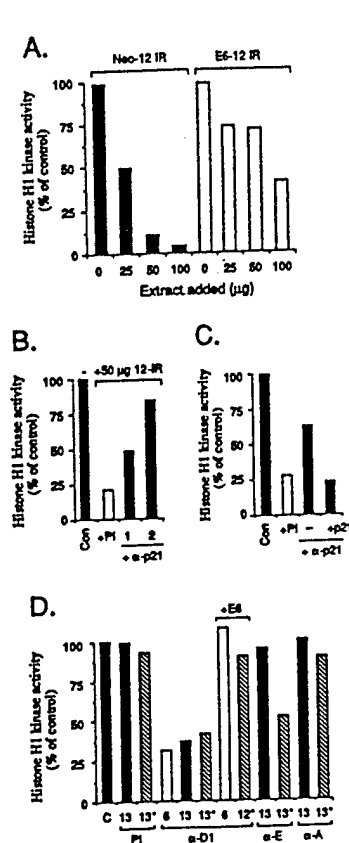 A.
Neo-12 IR E6-12 IR
Histone H1 kinase activity
(% of control)
100
75
50
25
0
0 25 50 100 0 25 50 100
Extract added (µg)
B.
- +50 µg 12-IR
Histone H1 kinase activity
(% of control)
100
75
50
25
0
Con +PI 1 2
+ α-p21
C.
Histone H1 kinase activity
(% of control)
100
75
50
25
0
Con +PI - +p21
+ α-p21
D.
+E6
Histone H1 kinase activity
(% of control)
100
75
50
25
0
C 13 13* 6 13 13* 6 12* 13 13* 13 13*
PI α-D1 α-E α-A